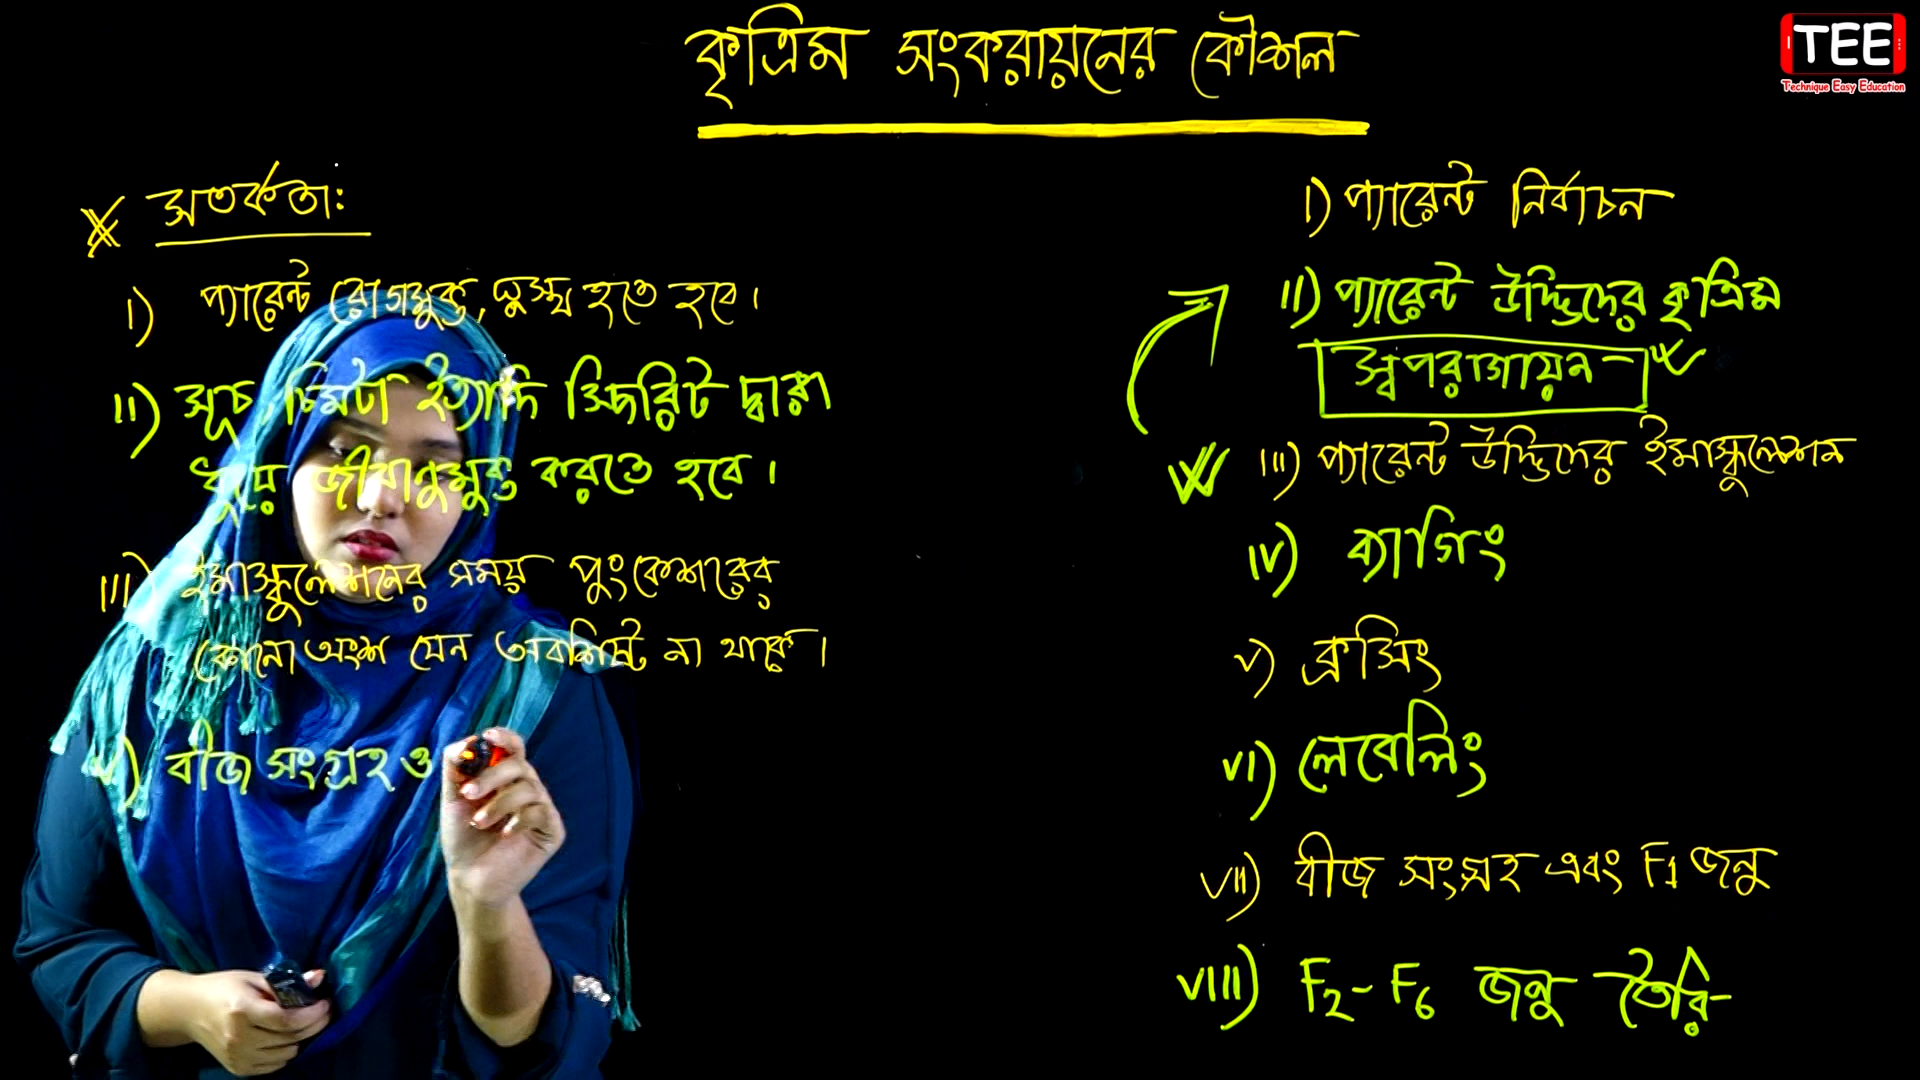 কৃত্রিম সংকরায়নের কৌশল
TEE
Technique Easy Education
সতর্কতা:
i) প্যারেন্ট রোগমুক্ত, সুস্থ হতে হবে।
ii) সূচ, চিমটা ইত্যাদি স্পিরিট দ্বারা
ধুয়ে জীবানুমুক্ত করতে হবে।
iii) ইমাস্কুলেশনের সময় পুংকেশরের
কোনো অংশ যেন অবশিষ্ট না থাকে।
বীজ সংগ্রহ ও
i) প্যারেন্ট নির্বাচন
ii) প্যারেন্ট উদ্ভিদের কৃত্রিম
স্বপরাগায়ন
iii) প্যারেন্ট উদ্ভিদের ইমাস্কুলেশন
iv) ব্যাগিং
v) ক্রসিং
vi) লেবেলিং
vii) বীজ সংগ্রহ এবং F1 জনু
viii) F2 - F6 জনু তৈরি